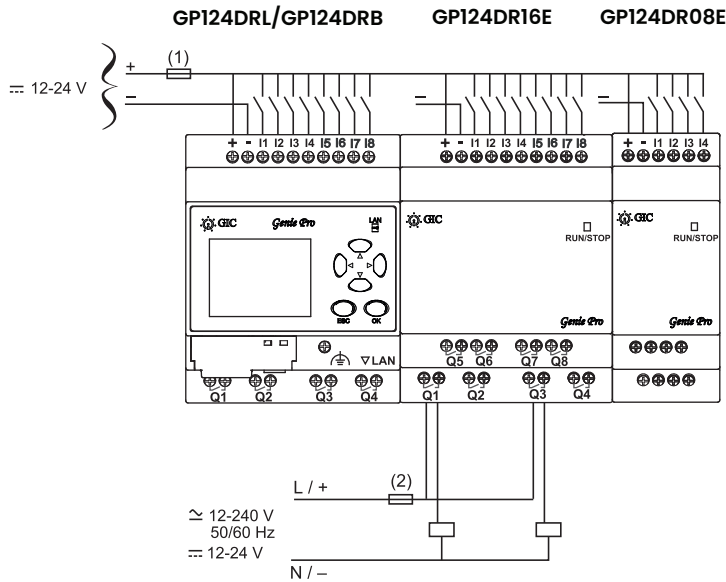 GP124DRL/GP124DRB GP124DR16E GP124DR08E
(1)
+
⎓ 12-24 V
– – –
+ - I1 I2 I3 I4 I5 I6 I7 I8 + - I1 I2 I3 I4 I5 I6 I7 I8 + - I1 I2 I3 I4
GIC Genie Pro LAN GIC GIC
RUN/STOP RUN/STOP
ESC OK
Genie Pro Genie Pro
Q5 Q6 Q7 Q8
▽LAN
Q1 Q2 Q3 Q4 Q1 Q2 Q3 Q4
L / + (2)
≃ 12-240 V
50/60 Hz
⎓ 12-24 V
N / –